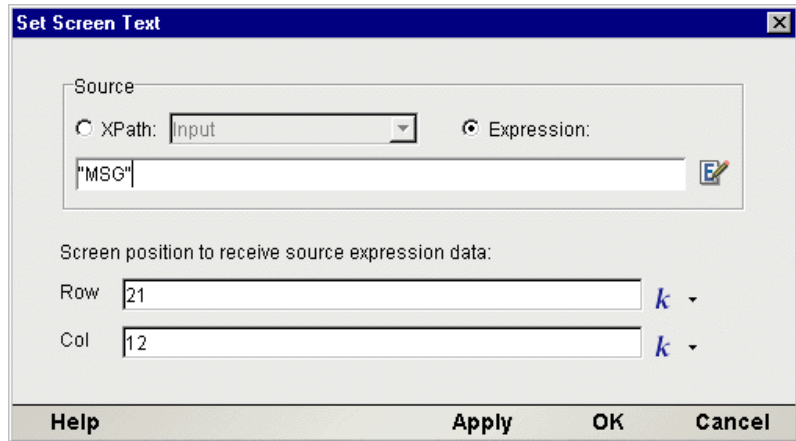 Set Screen Text
Source
XPath: Input Expression:
"MSG"
Screen position to receive source expression data:
Row 21 k
Col 12 k
Help Apply OK Cancel